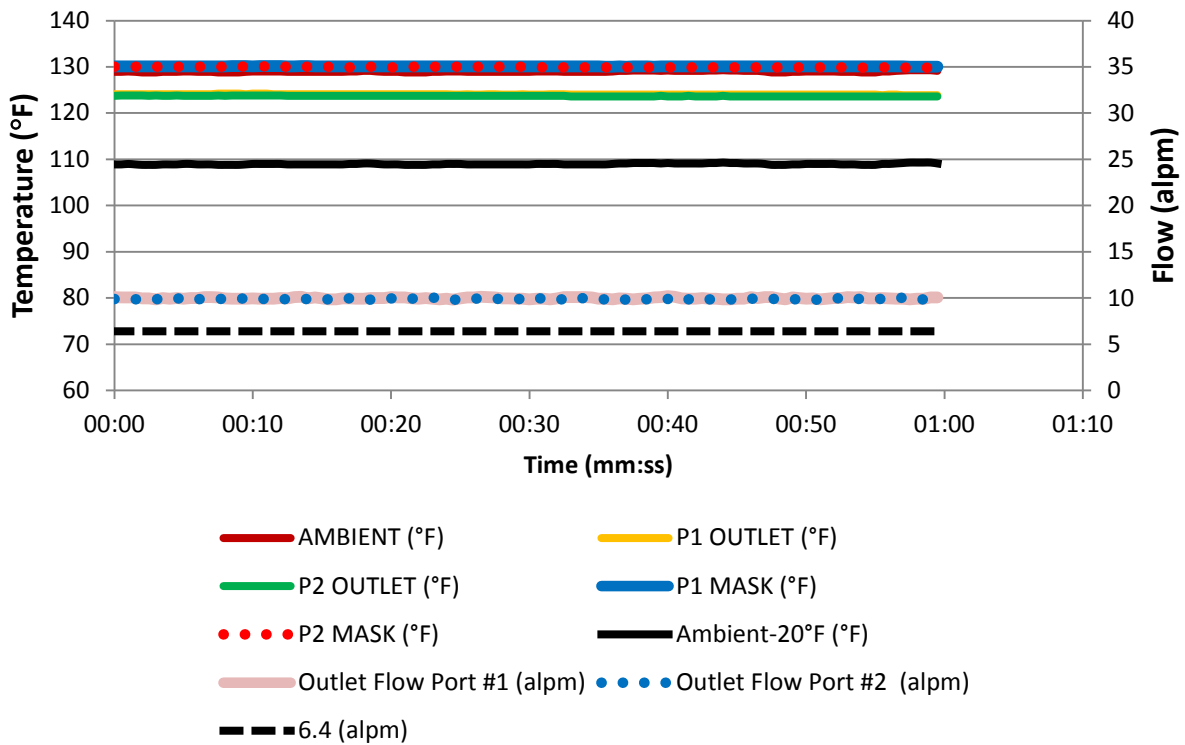 140
130
120
110
100
90
80
70
60
Temperature (°F)
40
35
30
25
20
15
10
5
0
Flow (alpm)
00:00 00:10 00:20 00:30 00:40 00:50 01:00 01:10
Time (mm:ss)
AMBIENT (°F) P1 OUTLET (°F)
P2 OUTLET (°F) P1 MASK (°F)
P2 MASK (°F) Ambient-20°F (°F)
Outlet Flow Port #1 (alpm) Outlet Flow Port #2 (alpm)
6.4 (alpm)